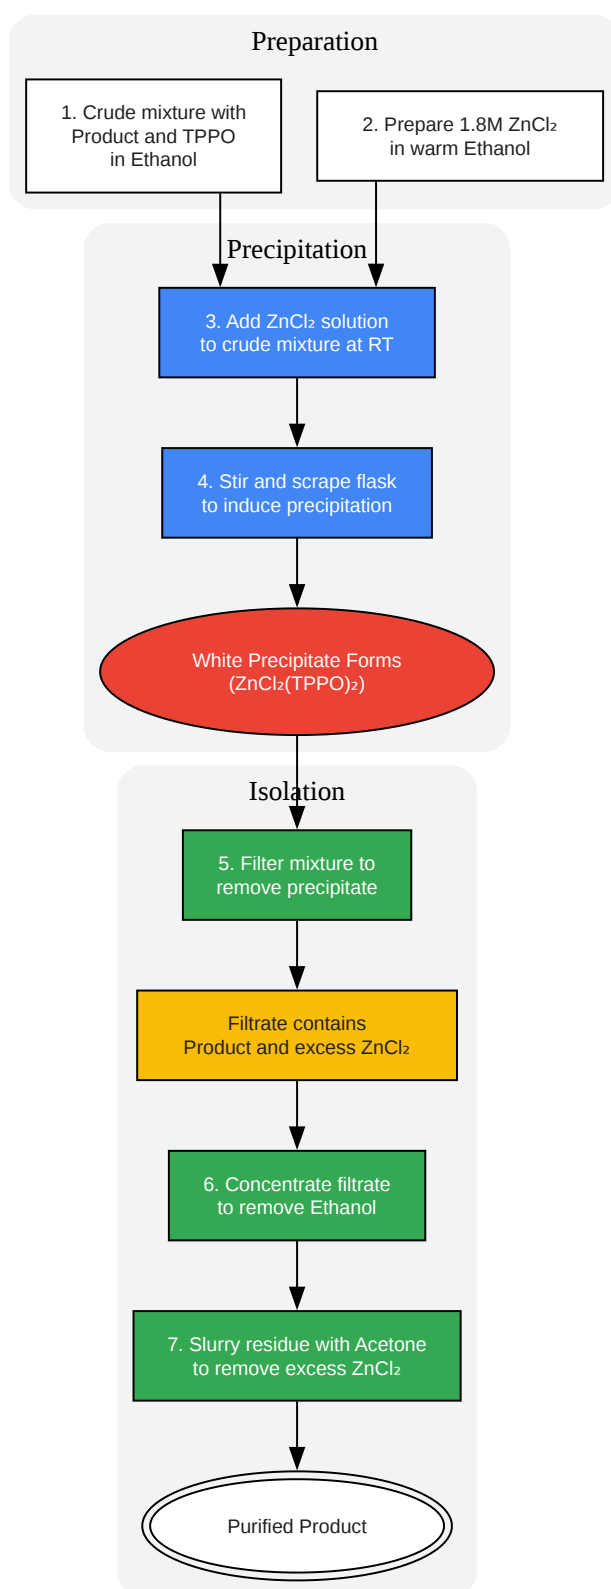 Preparation
1. Crude mixture with
Product and TPPO
in Ethanol
2. Prepare 1.8M ZnCl₂
in warm Ethanol
Precipitation
3. Add ZnCl₂ solution
to crude mixture at RT
4. Stir and scrape flask
to induce precipitation
White Precipitate Forms
(ZnCl₂(TPPO)₂)
Isolation
5. Filter mixture to
remove precipitate
Filtrate contains
Product and excess ZnCl₂
6. Concentrate filtrate
to remove Ethanol
7. Slurry residue with Acetone
to remove excess ZnCl₂
Purified Product